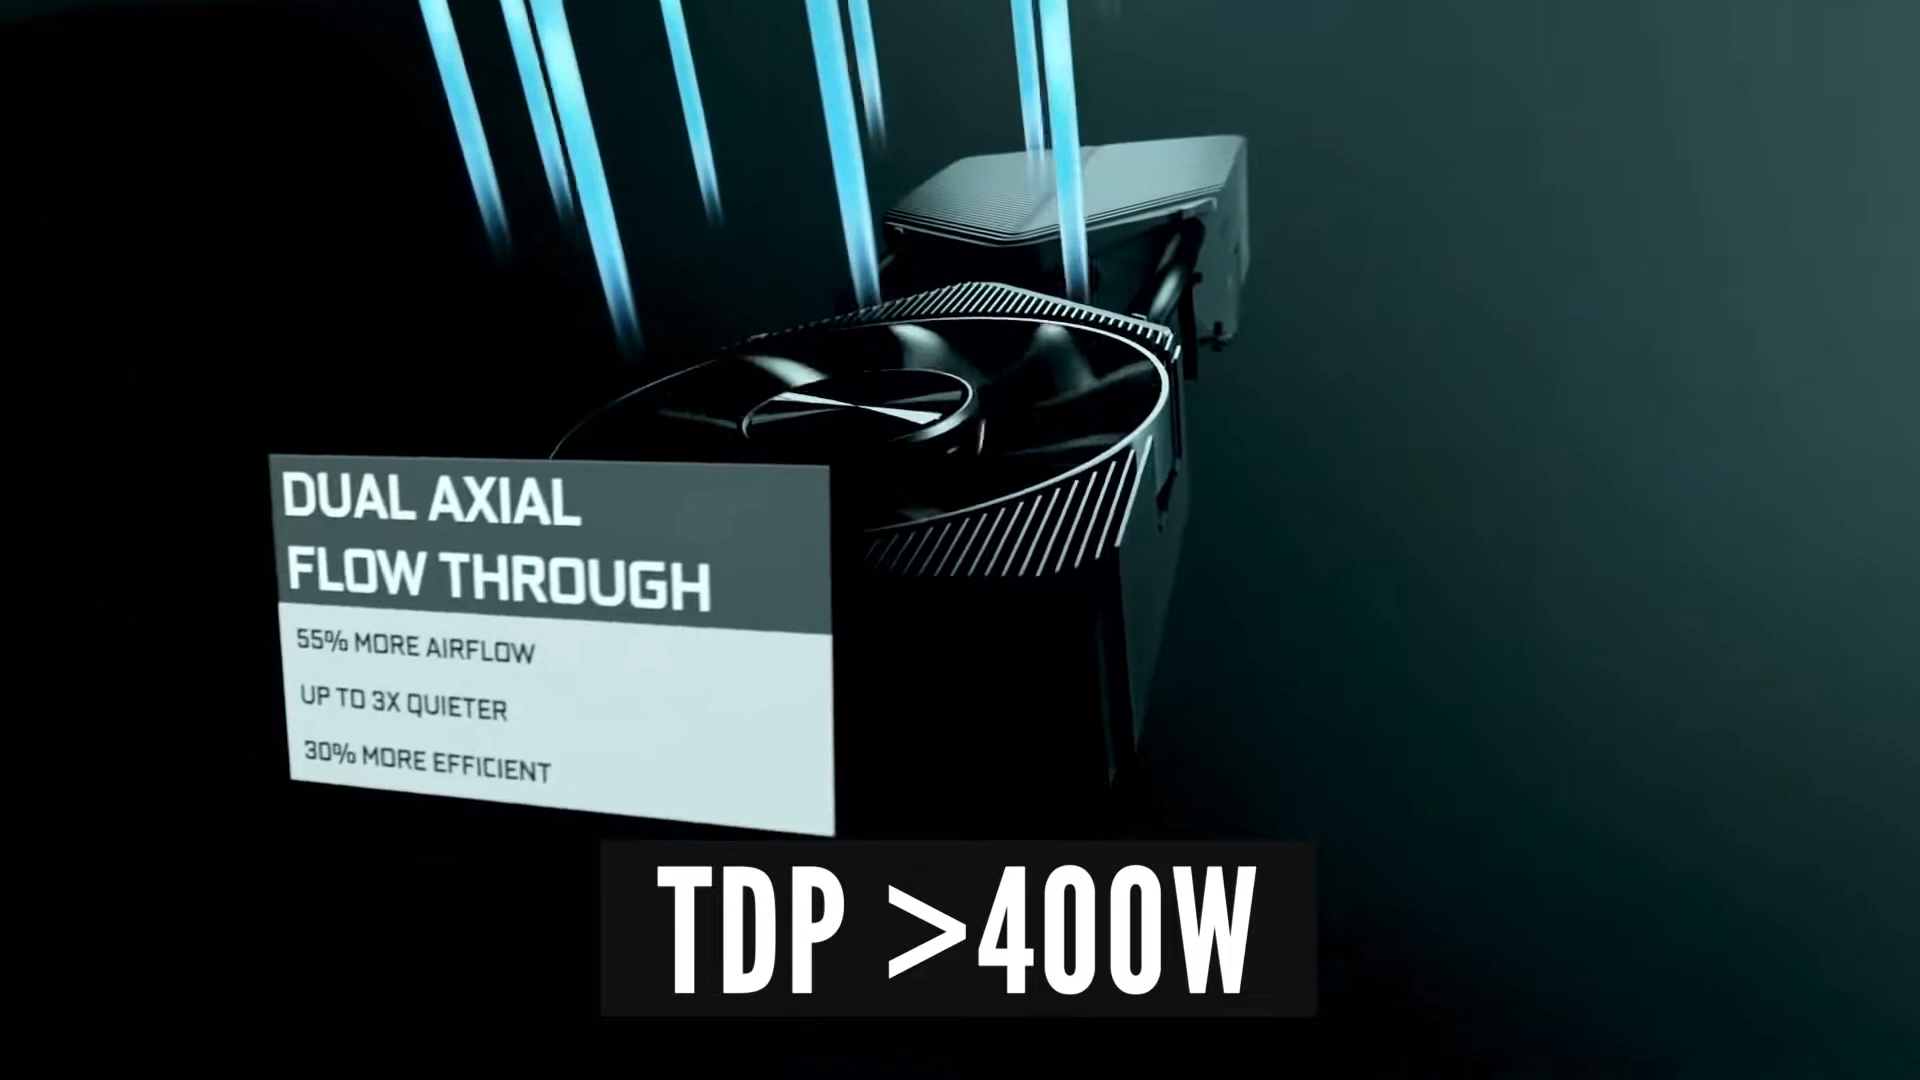 DUAL AXIAL
FLOW THROUGH
55% MORE AIRFLOW
UP TO 3X QUIETER
30% MORE EFFICIENT
TDP >400W